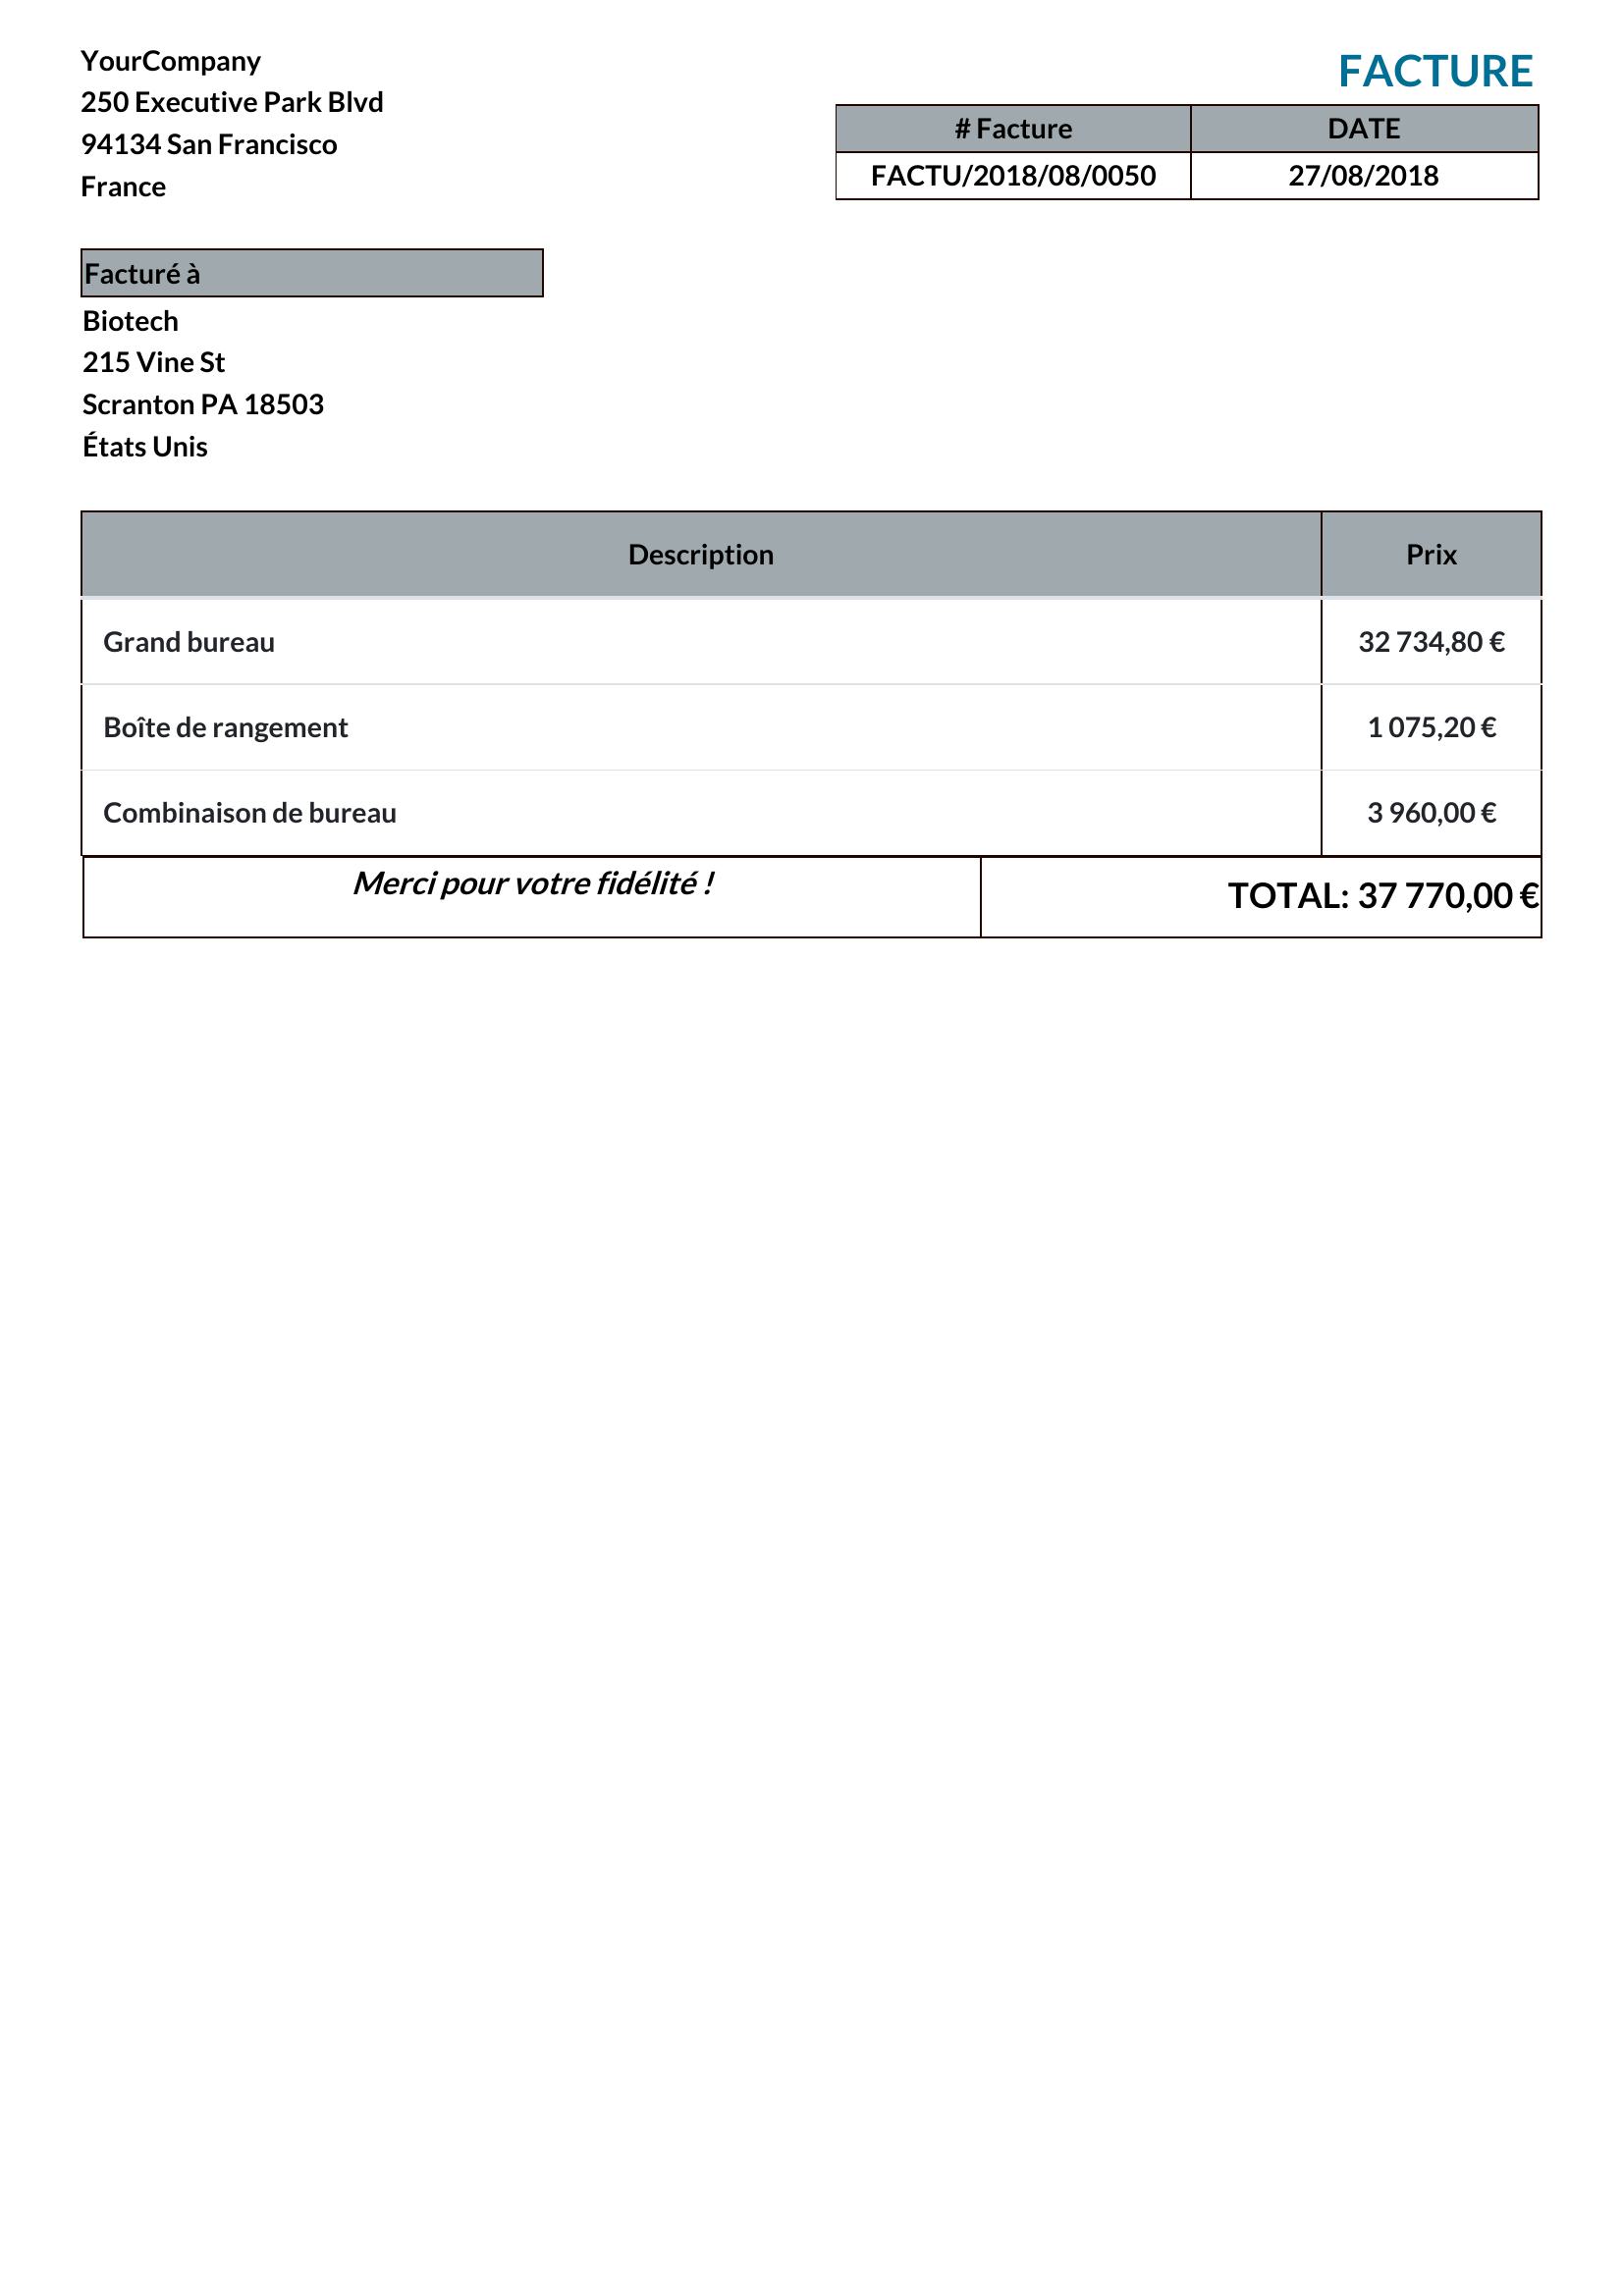 YourCompany
250 Executive Park Blvd
94134 San Francisco
France
FACTURE
# Facture DATE
FACTU/2018/08/0050 27/08/2018
Facturé à
Biotech
215 Vine St
Scranton PA 18503
États Unis
Description Prix
Grand bureau 32 734,80 €
Boîte de rangement 1 075,20 €
Combinaison de bureau 3 960,00 €
Merci pour votre fidélité !
TOTAL: 37 770,00 €